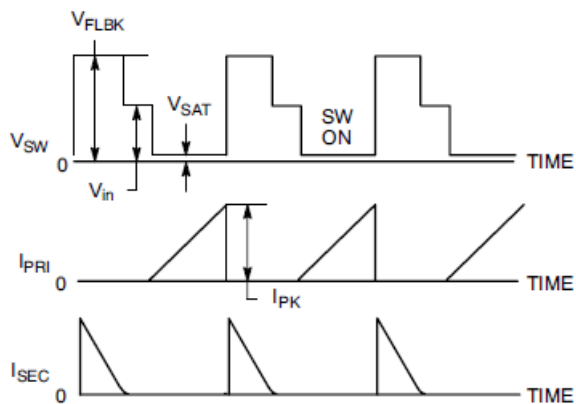 VFLBK
VSAT
SW
ON
VSW
0
TIME
Vin
IPRI
0
TIME
IPK
ISEC
0
TIME